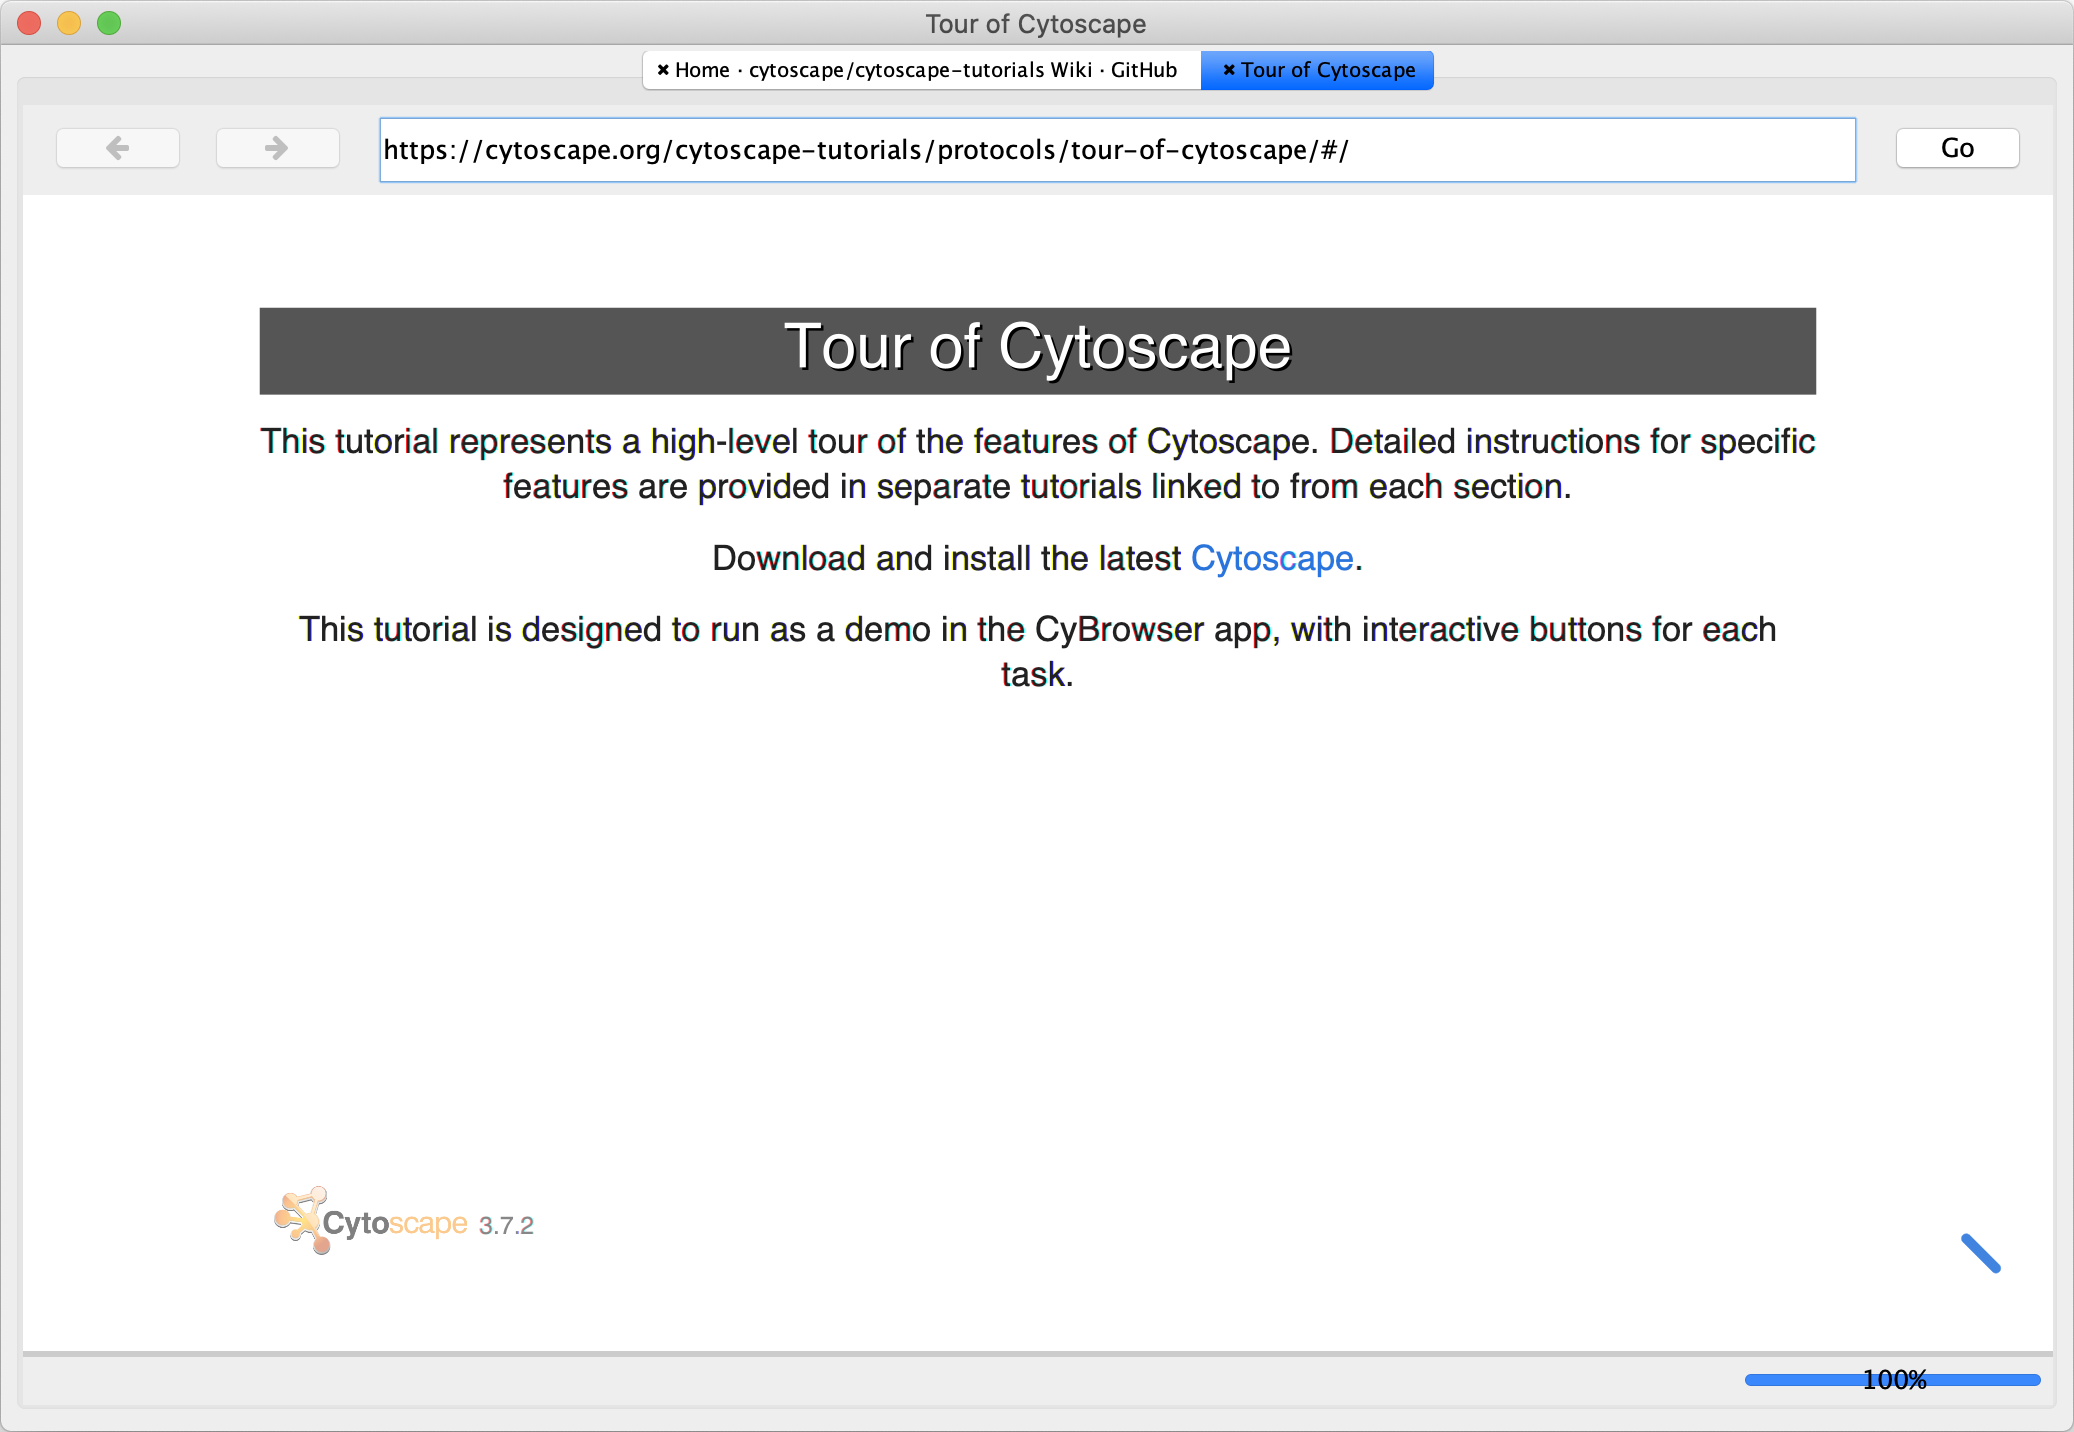 Tour of Cytoscape
✖ Home · cytoscape/cytoscape-tutorials Wiki · GitHub
✖ Tour of Cytoscape
https://cytoscape.org/cytoscape-tutorials/protocols/tour-of-cytoscape/#/
Go
Tour of Cytoscape
This tutorial represents a high-level tour of the features of Cytoscape. Detailed instructions for specific
features are provided in separate tutorials linked to from each section.
Download and install the latest Cytoscape.
This tutorial is designed to run as a demo in the CyBrowser app, with interactive buttons for each
task.
Cytoscape 3.7.2
100%